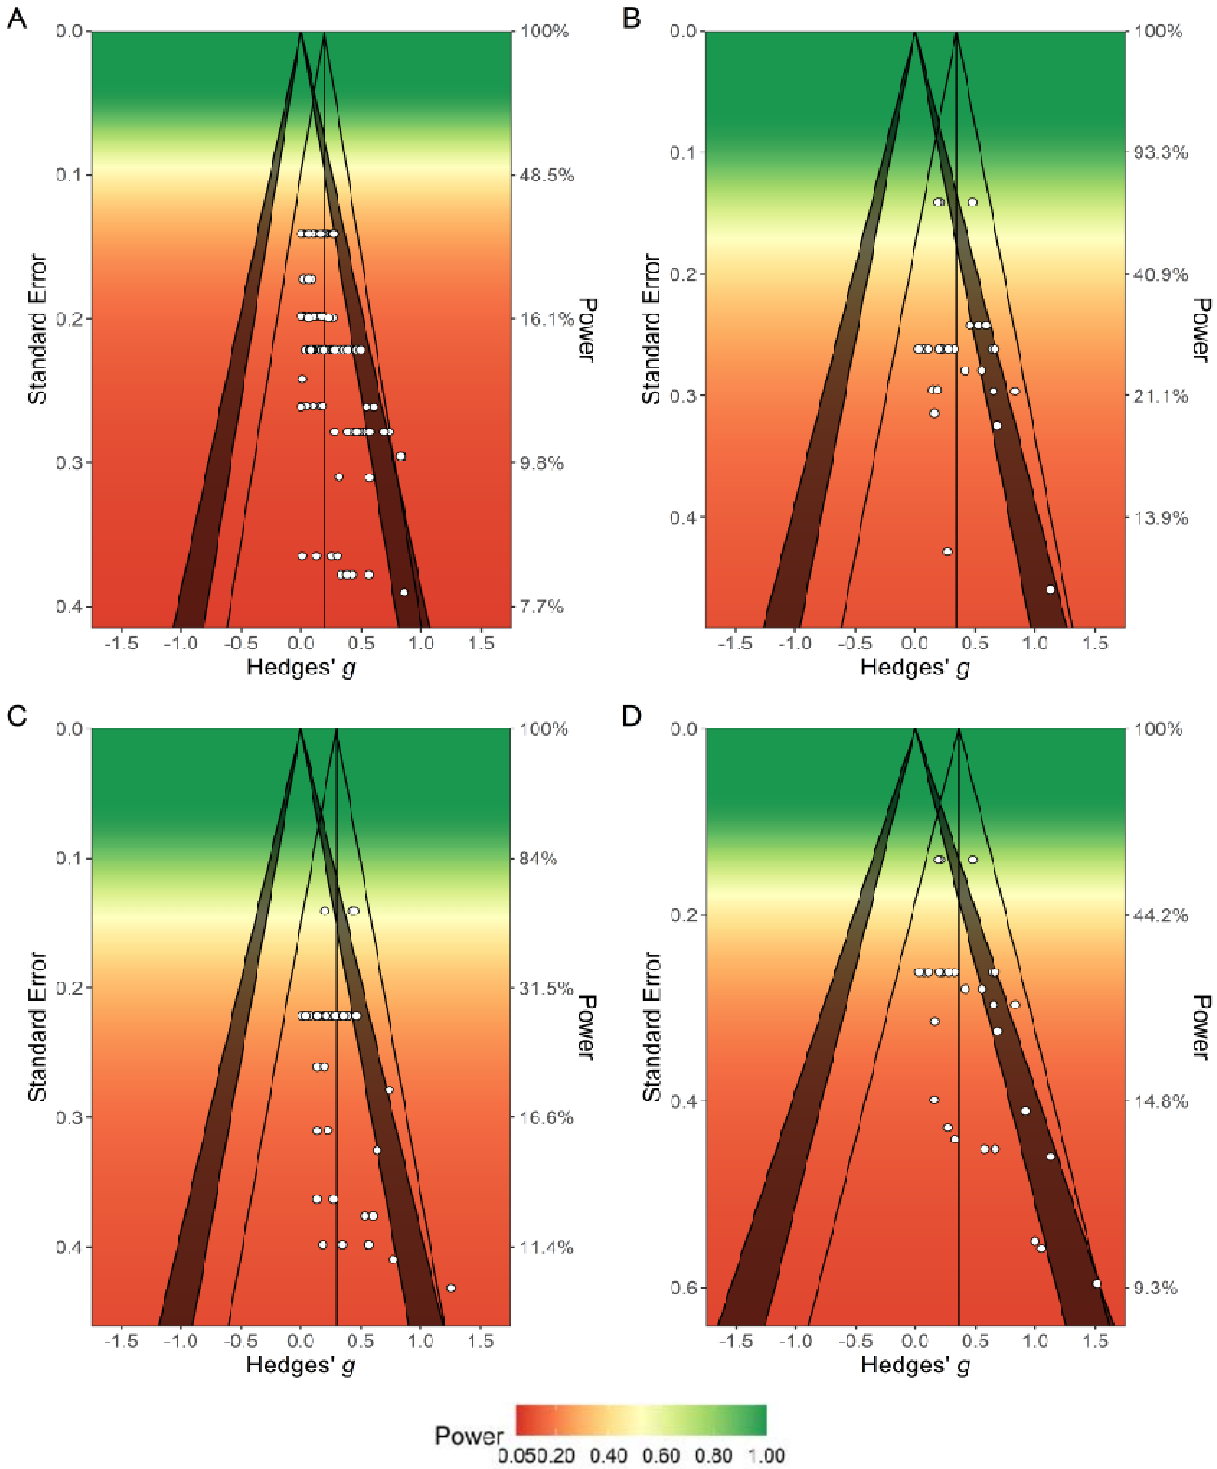 A
0.0
0.1
0.2
0.3
0.4
Standard Error
100%
48.5%
16.1%
9.8%
7.7%
Power
-1.5 -1.0 -0.5 0.0 0.5 1.0 1.5
Hedges' g
B
0.0
0.1
0.2
0.3
0.4
Standard Error
100%
93.3%
40.9%
21.1%
13.9%
Power
-1.5 -1.0 -0.5 0.0 0.5 1.0 1.5
Hedges' g
C
0.0
0.1
0.2
0.3
0.4
Standard Error
100%
84%
31.5%
16.6%
11.4%
Power
-1.5 -1.0 -0.5 0.0 0.5 1.0 1.5
Hedges' g
D
0.0
0.2
0.4
0.6
Standard Error
100%
44.2%
14.8%
9.3%
Power
-1.5 -1.0 -0.5 0.0 0.5 1.0 1.5
Hedges' g
Power
0.05 0.20 0.40 0.60 0.80 1.00